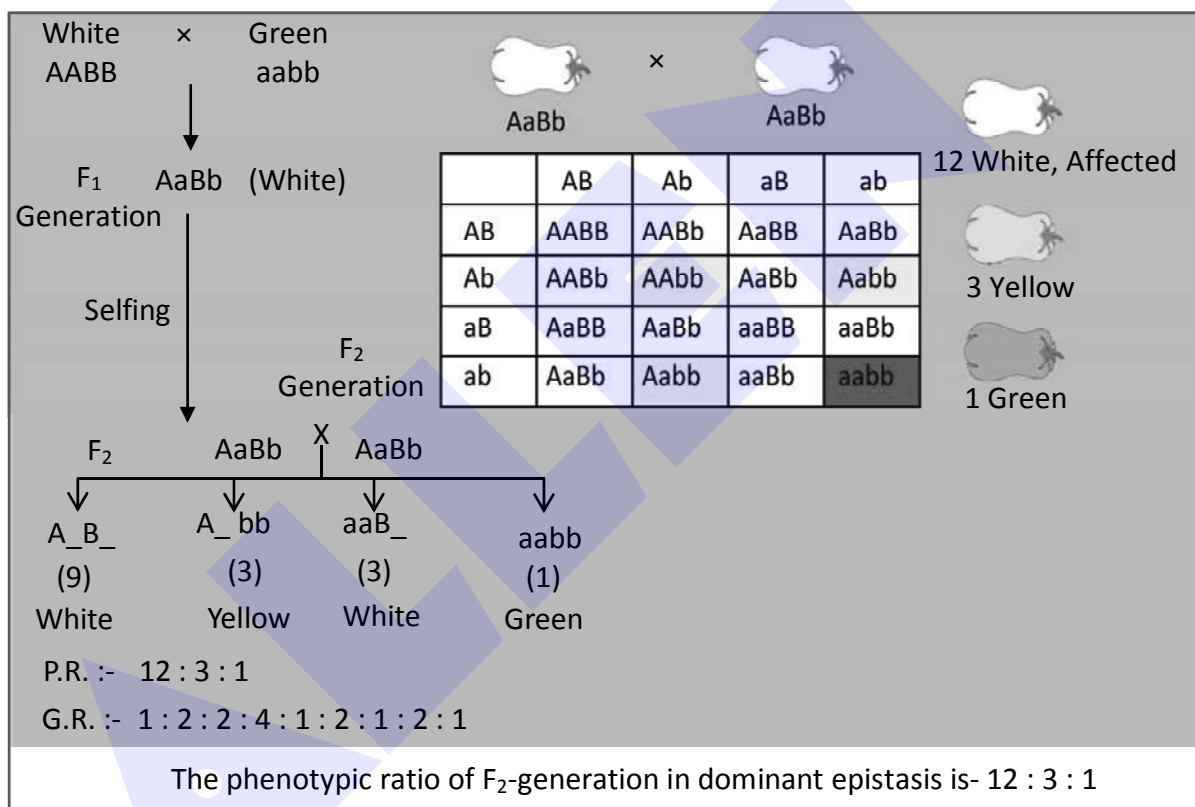 White × Green
AABB aabb
F₁ AaBb (White)
Generation
Selfing
F₂
Generation
F₂ AaBb X AaBb
A_B_ A_ bb aaB_ aabb
(9) (3) (3) (1)
White Yellow White Green
P.R. :- 12 : 3 : 1
G.R. :- 1 : 2 : 2 : 4 : 1 : 2 : 1 : 2 : 1
×
AaBb AaBb
AB Ab aB ab
AB AABB AABb AaBB AaBb
Ab AABb AAbb AaBb Aabb
aB AaBB AaBb aaBB aaBb
ab AaBb Aabb aaBb aabb
12 White, Affected
3 Yellow
1 Green
The phenotypic ratio of F₂-generation in dominant epistasis is- 12 : 3 : 1